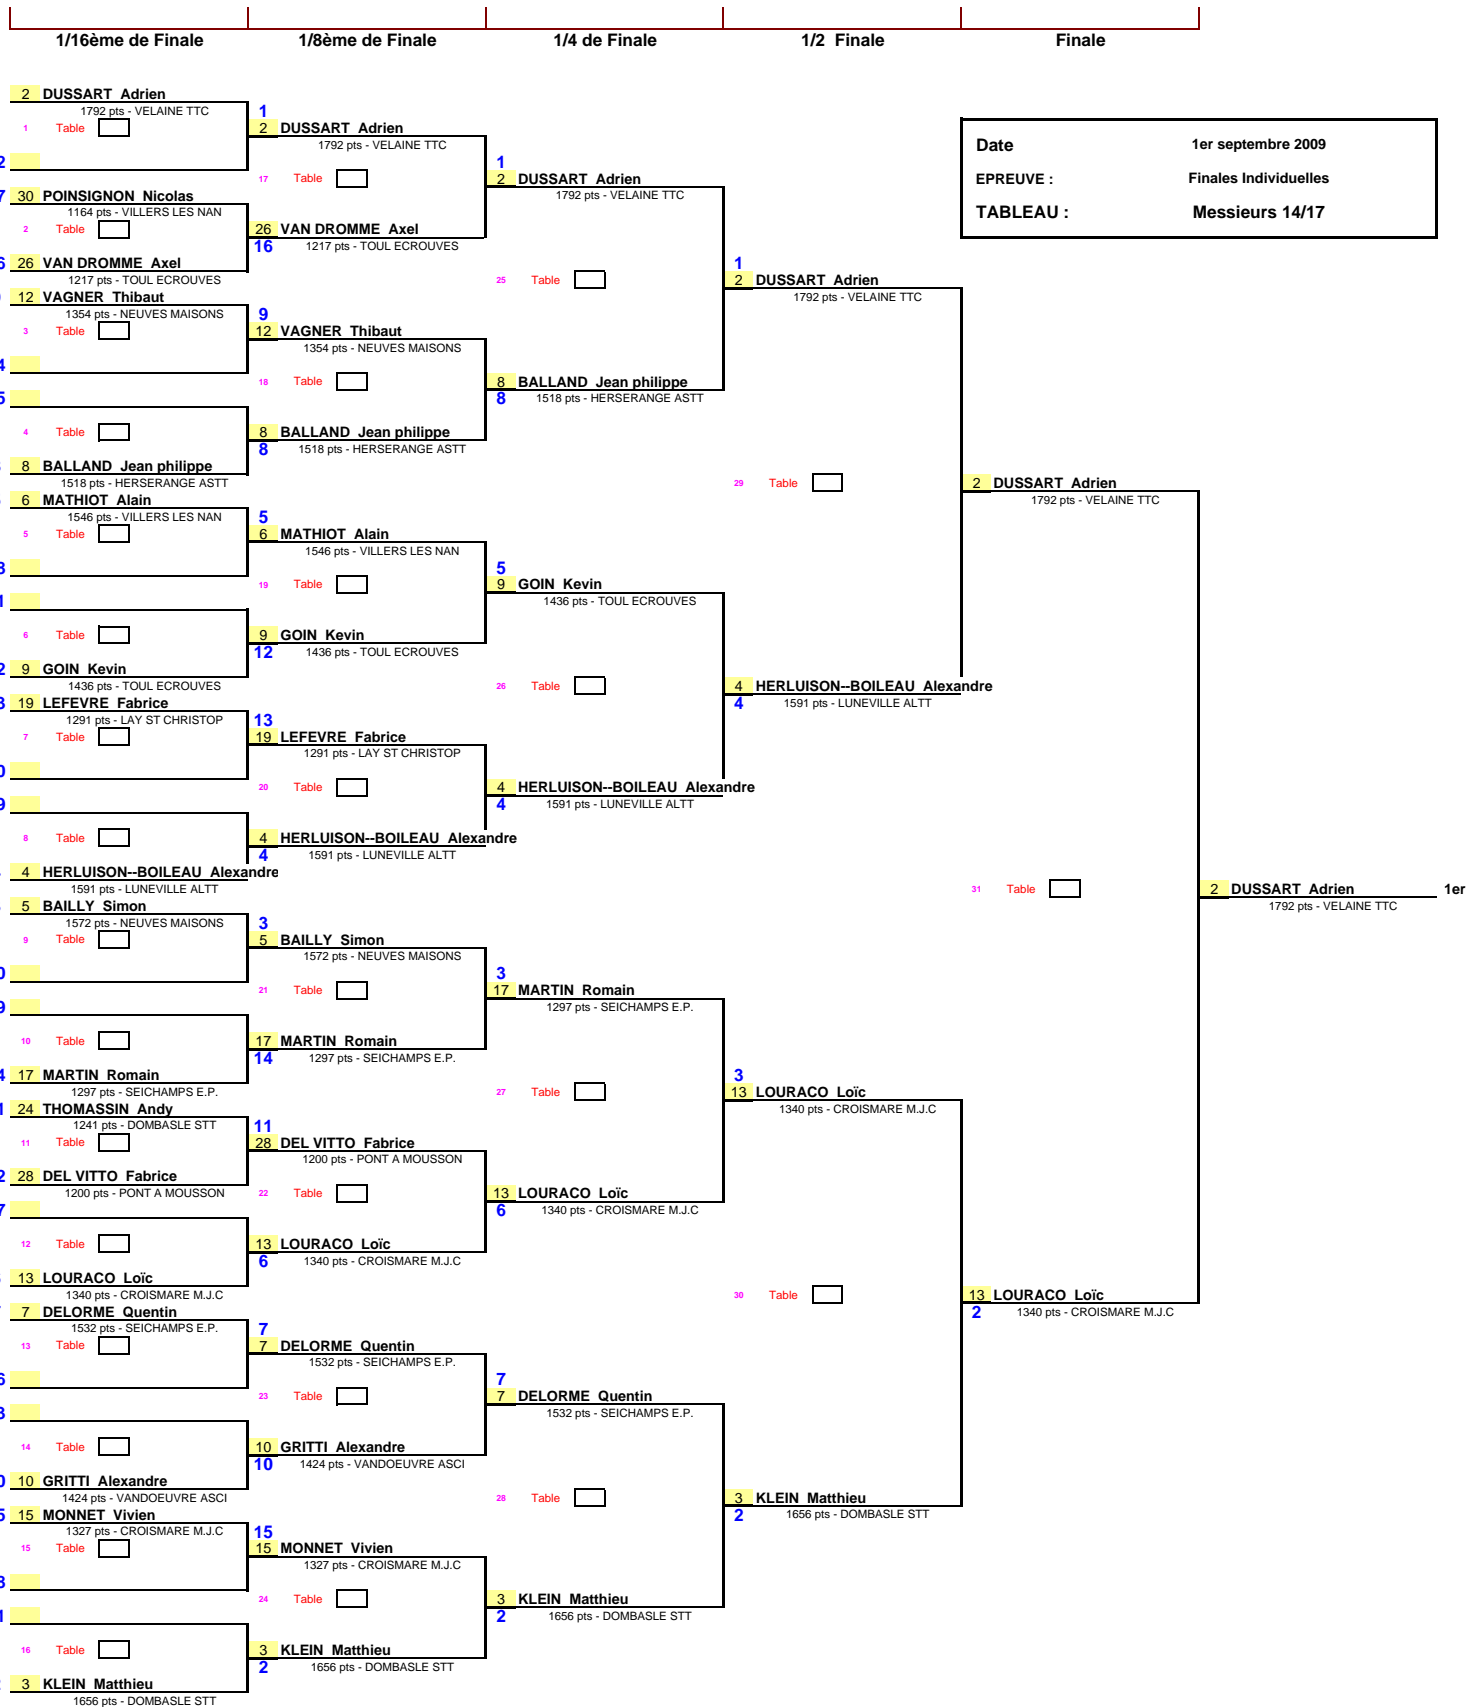 1/16ème de Finale
1/8ème de Finale
1/4 de Finale
1/2 Finale
Finale
Date 1er septembre 2009
EPREUVE : Finales Individuelles
TABLEAU : Messieurs 14/17
2 DUSSART Adrien
1792 pts - VELAINE TTC
1 Table
30 POINSIGNON Nicolas
1164 pts - VILLERS LES NAN
2 Table
26 VAN DROMME Axel
1217 pts - TOUL ECROUVES
12 VAGNER Thibaut
1354 pts - NEUVES MAISONS
3 Table
4 Table
8 BALLAND Jean philippe
1518 pts - HERSERANGE ASTT
6 MATHIOT Alain
1546 pts - VILLERS LES NAN
5 Table
6 Table
9 GOIN Kevin
1436 pts - TOUL ECROUVES
19 LEFEVRE Fabrice
1291 pts - LAY ST CHRISTOP
7 Table
8 Table
4 HERLUISON--BOILEAU Alexandre
1591 pts - LUNEVILLE ALTT
5 BAILLY Simon
1572 pts - NEUVES MAISONS
9 Table
10 Table
17 MARTIN Romain
1297 pts - SEICHAMPS E.P.
24 THOMASSIN Andy
1241 pts - DOMBASLE STT
11 Table
28 DEL VITTO Fabrice
1200 pts - PONT A MOUSSON
12 Table
13 LOURACO Loïc
1340 pts - CROISMARE M.J.C
7 DELORME Quentin
1532 pts - SEICHAMPS E.P.
13 Table
14 Table
10 GRITTI Alexandre
1424 pts - VANDOEUVRE ASCI
15 MONNET Vivien
1327 pts - CROISMARE M.J.C
15 Table
16 Table
3 KLEIN Matthieu
1656 pts - DOMBASLE STT
1
2 DUSSART Adrien
1792 pts - VELAINE TTC
17 Table
26 VAN DROMME Axel
16 1217 pts - TOUL ECROUVES
9
12 VAGNER Thibaut
1354 pts - NEUVES MAISONS
18 Table
8 BALLAND Jean philippe
8 1518 pts - HERSERANGE ASTT
5
6 MATHIOT Alain
1546 pts - VILLERS LES NAN
19 Table
9 GOIN Kevin
12 1436 pts - TOUL ECROUVES
13
19 LEFEVRE Fabrice
1291 pts - LAY ST CHRISTOP
20 Table
4 HERLUISON--BOILEAU Alexandre
4 1591 pts - LUNEVILLE ALTT
3
5 BAILLY Simon
1572 pts - NEUVES MAISONS
21 Table
17 MARTIN Romain
14 1297 pts - SEICHAMPS E.P.
11
28 DEL VITTO Fabrice
1200 pts - PONT A MOUSSON
22 Table
13 LOURACO Loïc
6 1340 pts - CROISMARE M.J.C
7
7 DELORME Quentin
1532 pts - SEICHAMPS E.P.
23 Table
10 GRITTI Alexandre
10 1424 pts - VANDOEUVRE ASCI
15
15 MONNET Vivien
1327 pts - CROISMARE M.J.C
24 Table
3 KLEIN Matthieu
2 1656 pts - DOMBASLE STT
1
2 DUSSART Adrien
1792 pts - VELAINE TTC
25 Table
8 BALLAND Jean philippe
8 1518 pts - HERSERANGE ASTT
5
9 GOIN Kevin
1436 pts - TOUL ECROUVES
26 Table
4 HERLUISON--BOILEAU Alexandre
4 1591 pts - LUNEVILLE ALTT
3
17 MARTIN Romain
1297 pts - SEICHAMPS E.P.
27 Table
13 LOURACO Loïc
6 1340 pts - CROISMARE M.J.C
7
7 DELORME Quentin
1532 pts - SEICHAMPS E.P.
28 Table
3 KLEIN Matthieu
2 1656 pts - DOMBASLE STT
1
2 DUSSART Adrien
1792 pts - VELAINE TTC
29 Table
4 HERLUISON--BOILEAU Alexandre
4 1591 pts - LUNEVILLE ALTT
3
13 LOURACO Loïc
1340 pts - CROISMARE M.J.C
30 Table
3 KLEIN Matthieu
2 1656 pts - DOMBASLE STT
2 DUSSART Adrien
1792 pts - VELAINE TTC
31 Table
13 LOURACO Loïc
2 1340 pts - CROISMARE M.J.C
2 DUSSART Adrien 1er
1792 pts - VELAINE TTC